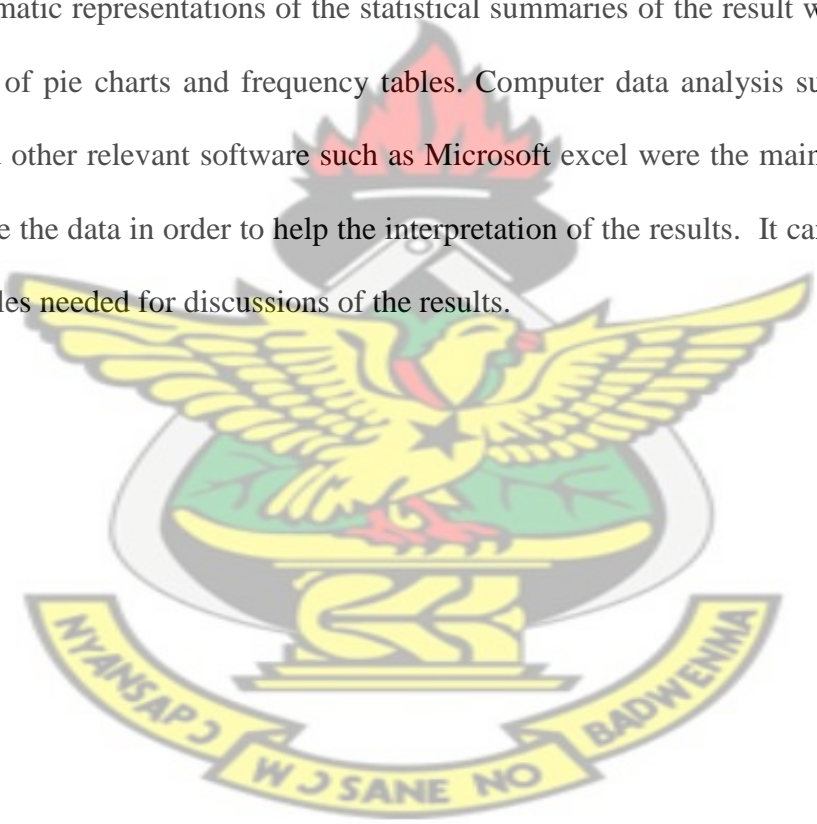 matic representations of the statistical summaries of the result w
of pie charts and frequency tables. Computer data analysis su
other relevant software such as Microsoft excel were the main
e the data in order to help the interpretation of the results. It ca
les needed for discussions of the results.
NYANSAPƆ WƆSANE NO BADWENMA